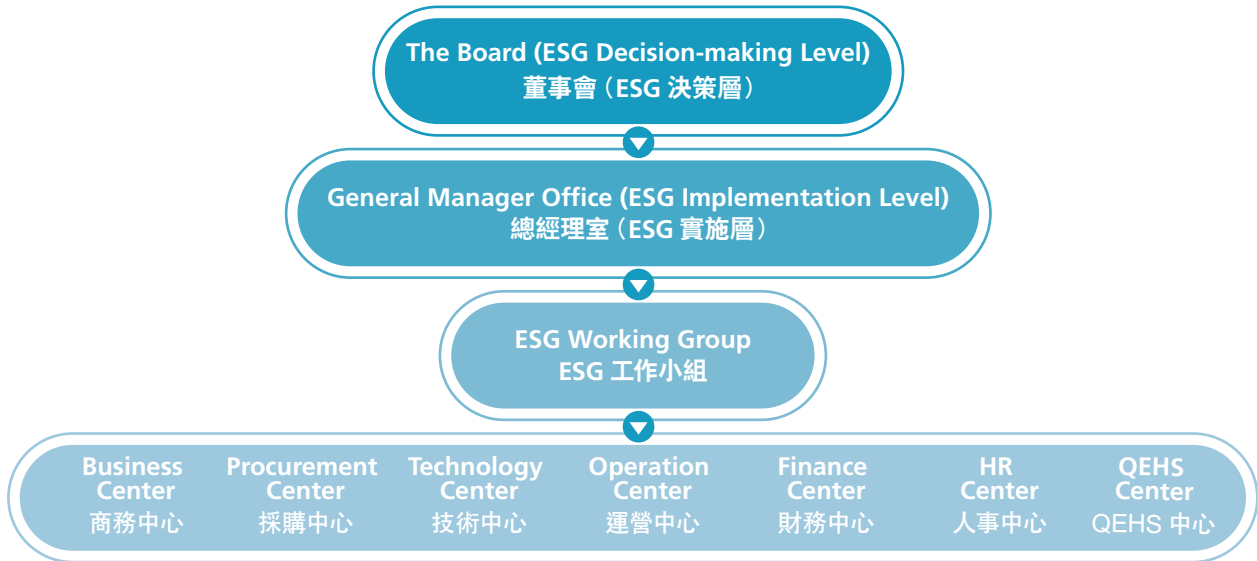 The Board (ESG Decision-making Level)
董事會（ESG 決策層）
General Manager Office (ESG Implementation Level)
總經理室（ESG 實施層）
ESG Working Group
ESG 工作小組
Business Center
商務中心
Procurement Center
採購中心
Technology Center
技術中心
Operation Center
運營中心
Finance Center
財務中心
HR Center
人事中心
QEHS Center
QEHS 中心